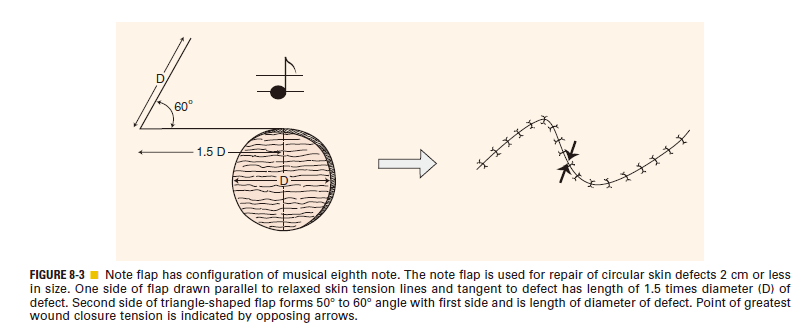 D
60°
1.5 D
D
FIGURE 8-3 ■ Note flap has configuration of musical eighth note. The note flap is used for repair of circular skin defects 2 cm or less
in size. One side of flap drawn parallel to relaxed skin tension lines and tangent to defect has length of 1.5 times diameter (D) of
defect. Second side of triangle-shaped flap forms 50° to 60° angle with first side and is length of diameter of defect. Point of greatest
wound closure tension is indicated by opposing arrows.